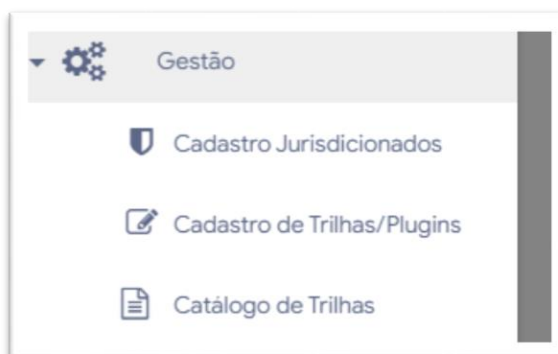 Gestão
Cadastro Jurisdicionados
Cadastro de Trilhas/Plugins
Catálogo de Trilhas